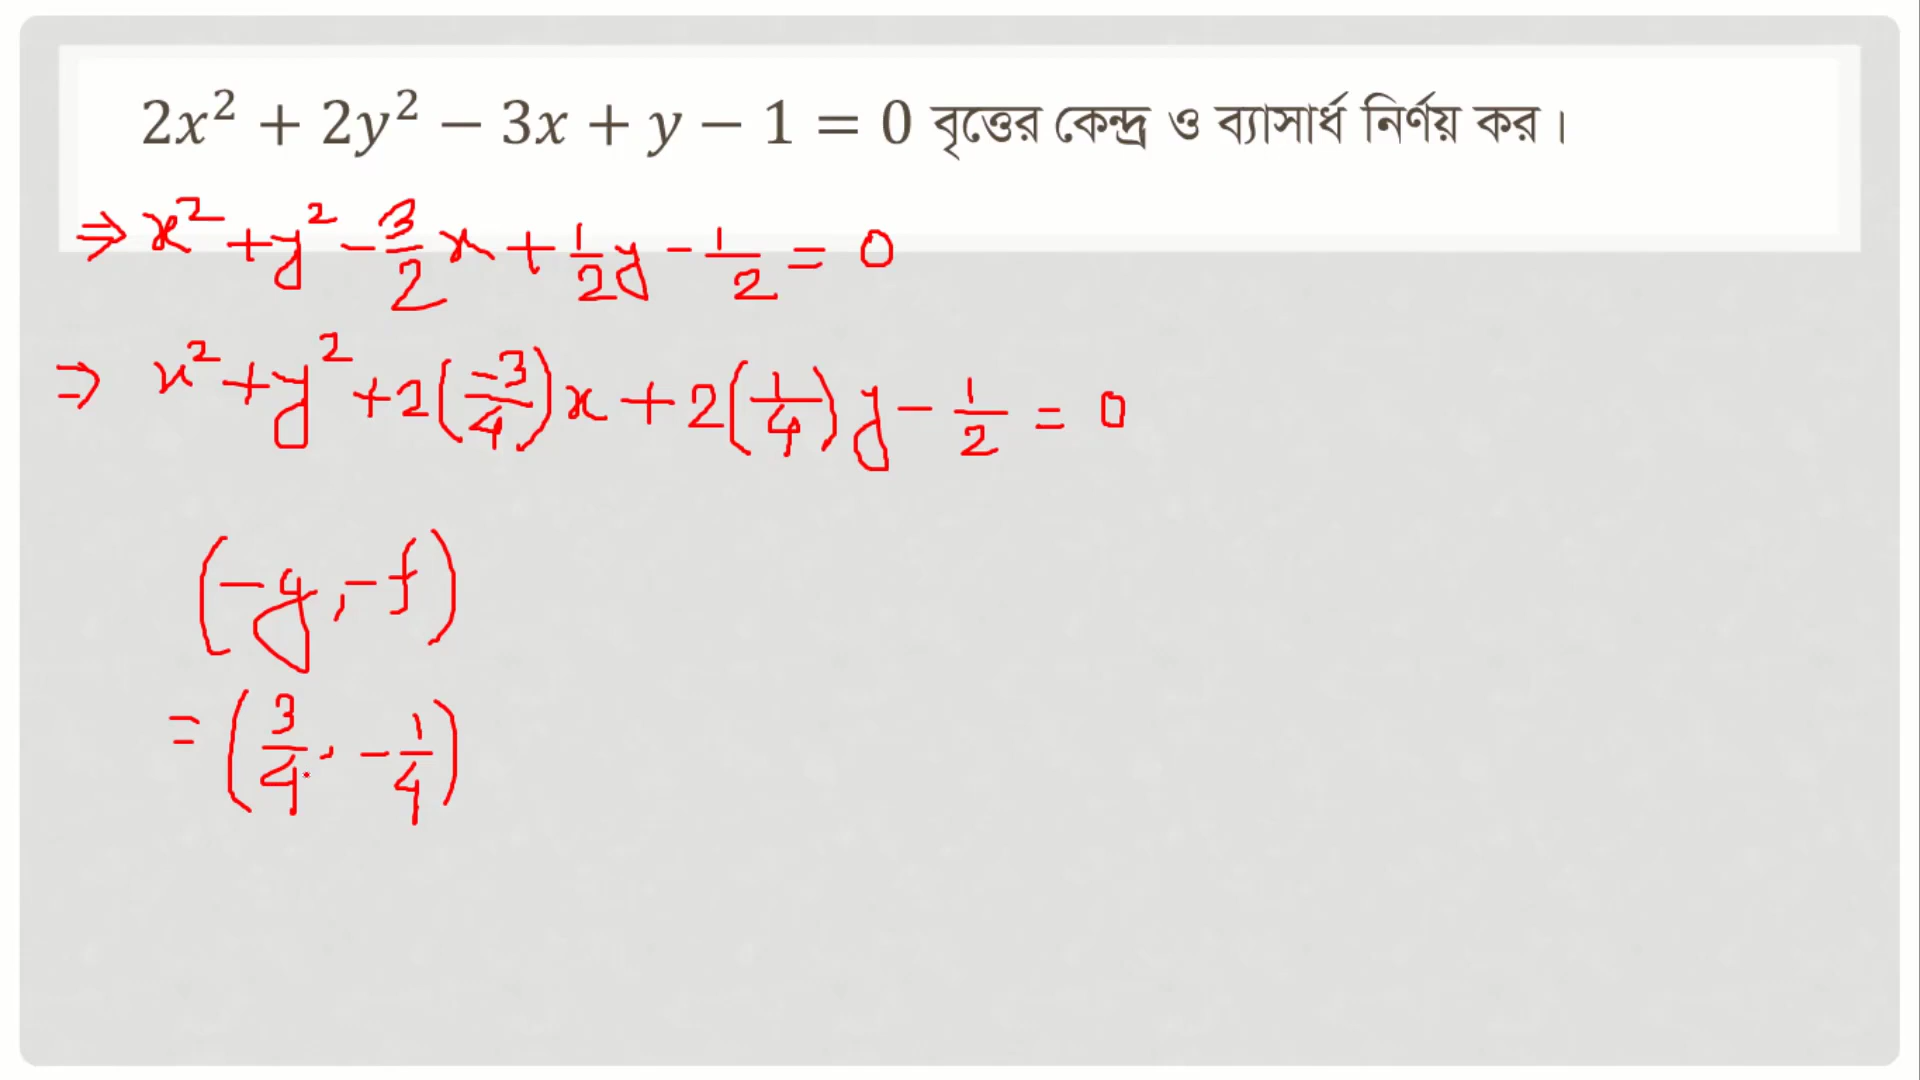 2x² + 2y² − 3x + y − 1 = 0 বৃত্তের কেন্দ্র ও ব্যাসার্ধ নির্ণয় কর।
⇒ x² + y² − 3/2 x + 1/2 y − 1/2 = 0
⇒ x² + y² + 2(−3/4)x + 2(1/4)y − 1/2 = 0
(−g, −f)
= (3/4, −1/4)